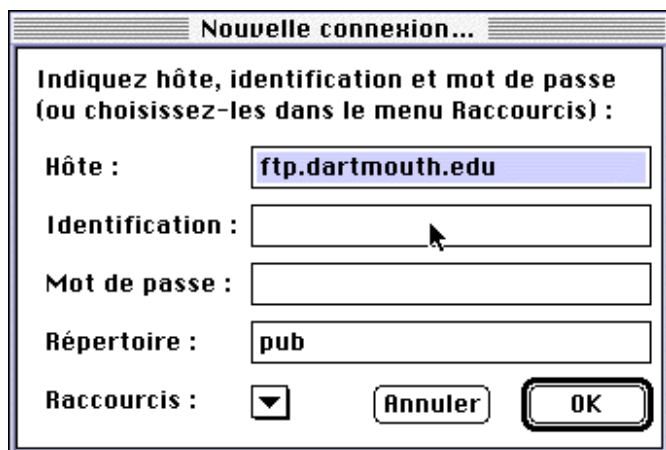 Nouvelle connexion...
Indiquez hôte, identification et mot de passe
(ou choisissez-les dans le menu Raccourcis) :
Hôte : ftp.dartmouth.edu
Identification :
Mot de passe :
Répertoire : pub
Raccourcis : Annuler OK